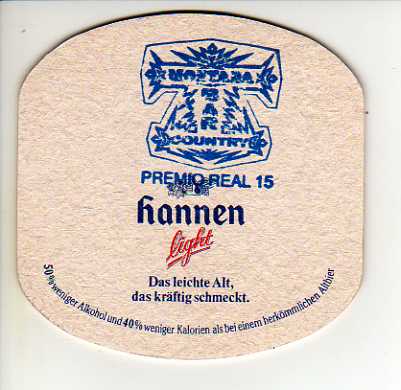 MONTANA
BAR
COUNTRY
PREMIO REAL 15
hannen
light
Das leichte Alt,
das kräftig schmeckt.
50% weniger Alkohol und 40% weniger Kalorien als bei einem herkömmlichen Altbier